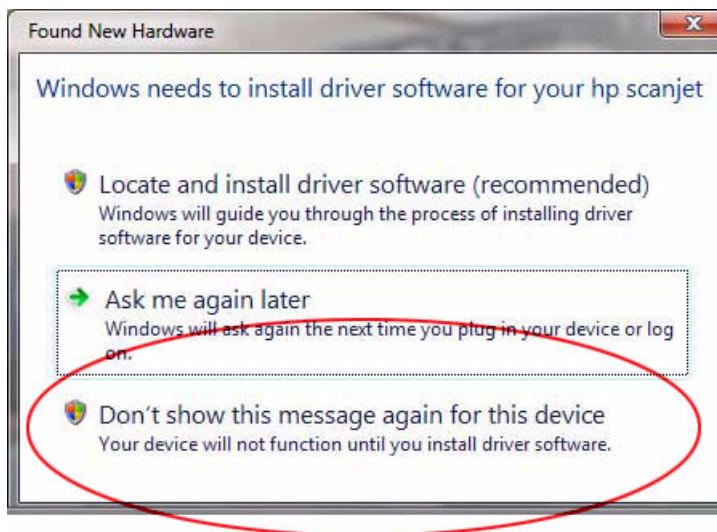 Found New Hardware
Windows needs to install driver software for your hp scanjet
Locate and install driver software (recommended)
Windows will guide you through the process of installing driver
software for your device.
Ask me again later
Windows will ask again the next time you plug in your device or log
on.
Don't show this message again for this device
Your device will not function until you install driver software.